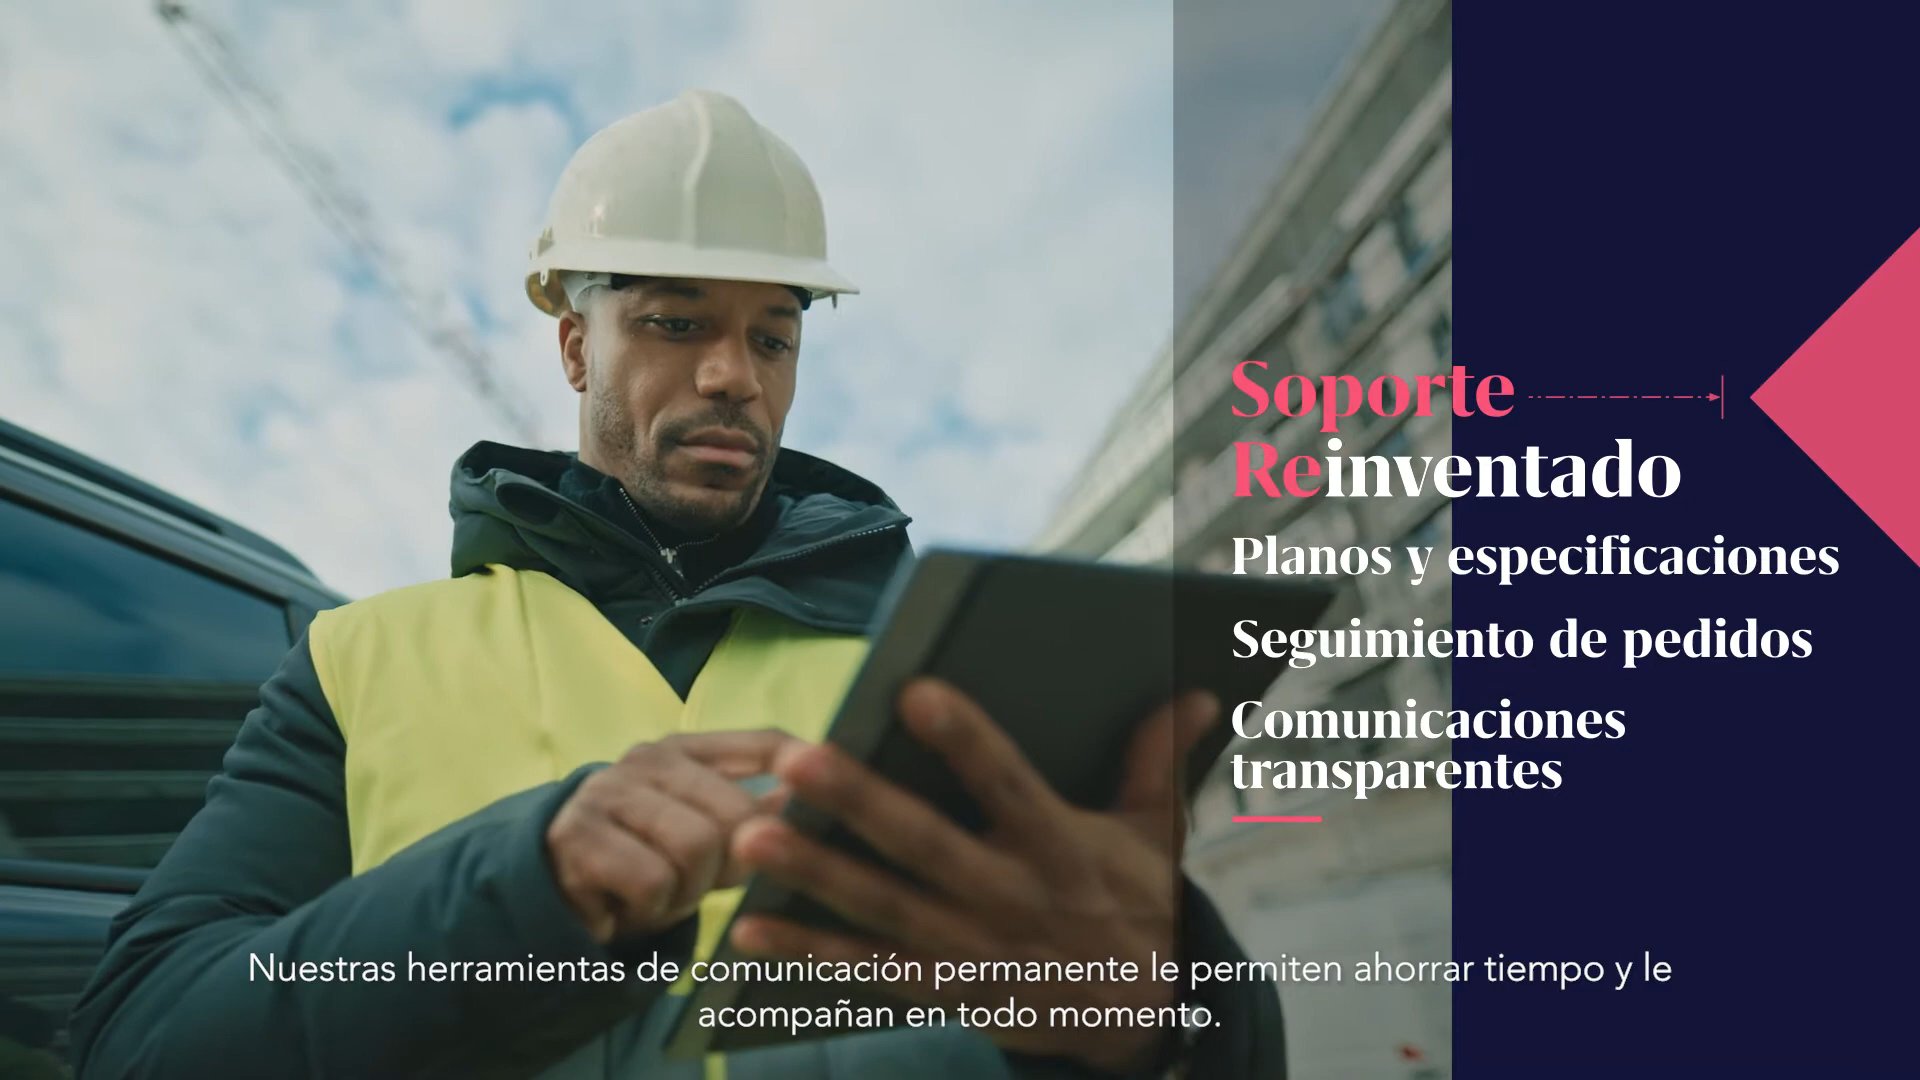 Soporte
Reinventado
Planos y especificaciones
Seguimiento de pedidos
Comunicaciones
transparentes
Nuestras herramientas de comunicación permanente le permiten ahorrar tiempo y le
acompañan en todo momento.